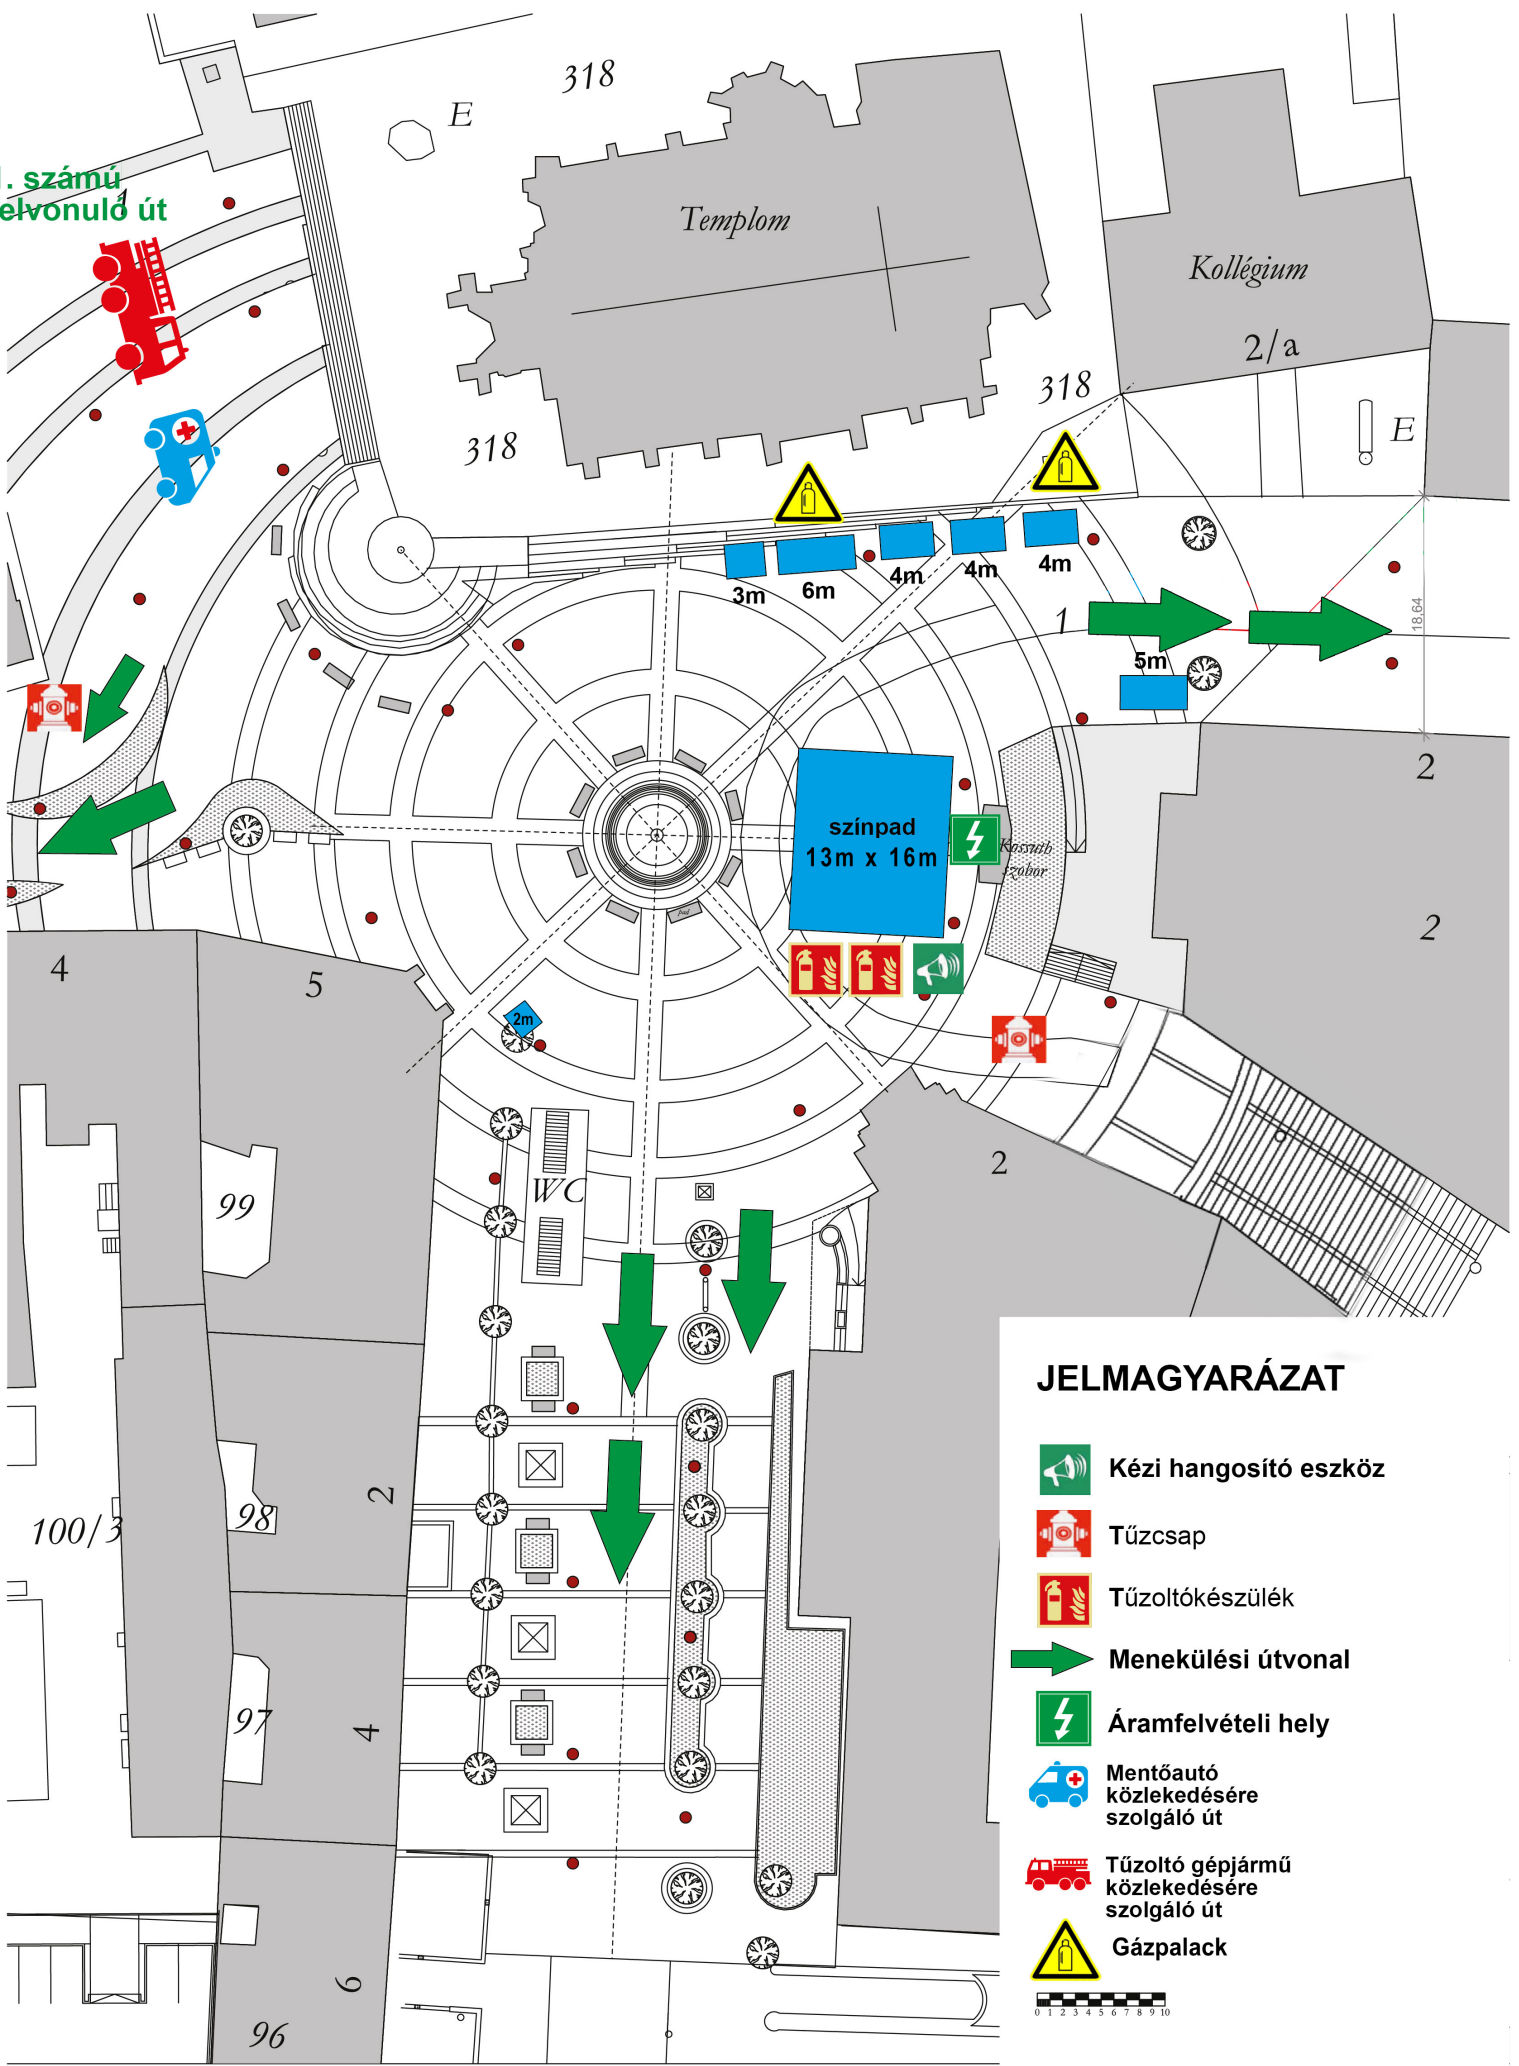 318
E
1. számú
1
elvonuló út
Templom
Kollégium
2/a
318
E
318
3m
6m
4m
4m
4m
1
5m
18,64
2
színpad
13m x 16m
Kossuth
szobor
2
4
5
pad
2m
2
99
WC
JELMAGYARÁZAT
Kézi hangosító eszköz
2
98
100/3
Tűzcsap
Tűzoltókészülék
Menekülési útvonal
97
4
Áramfelvételi hely
Mentőautó
közlekedésére
szolgáló út
Tűzoltó gépjármű
közlekedésére
szolgáló út
Gázpalack
6
96
0 1 2 3 4 5 6 7 8 9 10